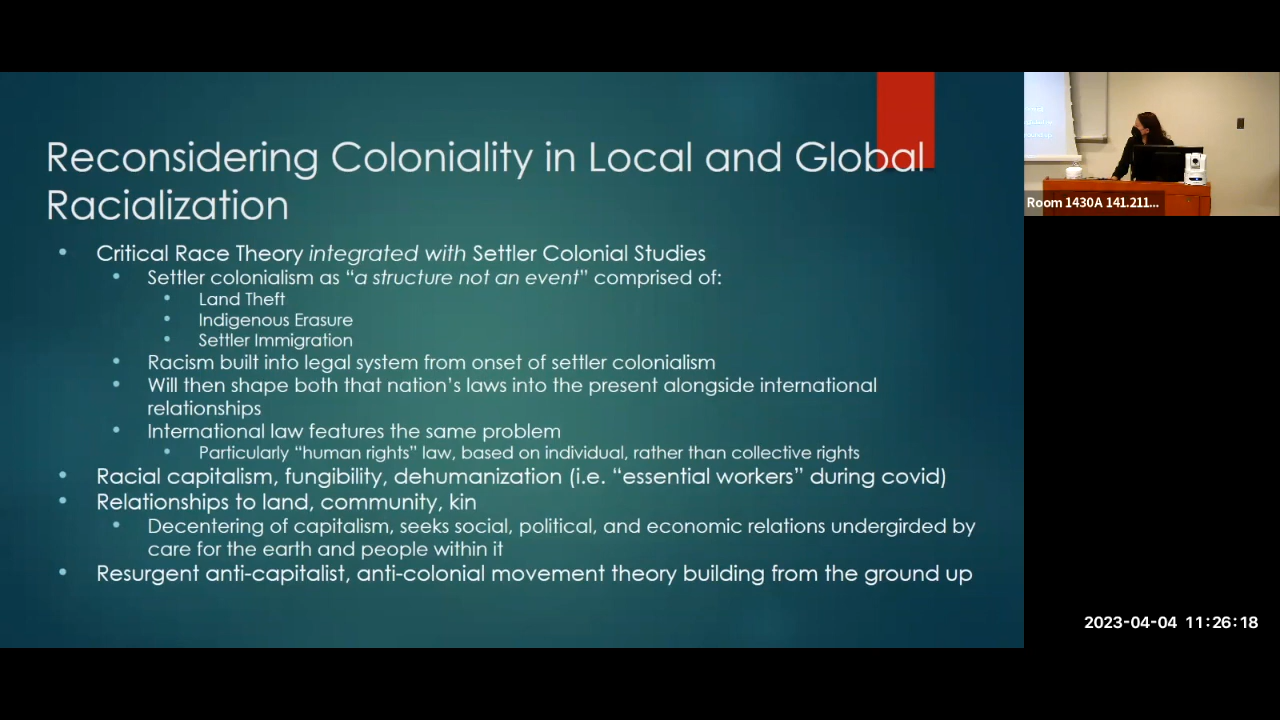 Reconsidering Coloniality in Local and Global
Racialization
• Critical Race Theory integrated with Settler Colonial Studies
• Settler colonialism as “a structure not an event” comprised of:
• Land Theft
• Indigenous Erasure
• Settler Immigration
• Racism built into legal system from onset of settler colonialism
• Will then shape both that nation’s laws into the present alongside international
relationships
• International law features the same problem
• Particularly “human rights” law, based on individual, rather than collective rights
• Racial capitalism, fungibility, dehumanization (i.e. “essential workers” during covid)
• Relationships to land, community, kin
• Decentering of capitalism, seeks social, political, and economic relations undergirded by
care for the earth and people within it
• Resurgent anti-capitalist, anti-colonial movement theory building from the ground up
Room 1430A 141.211...
2023-04-04 11:26:18